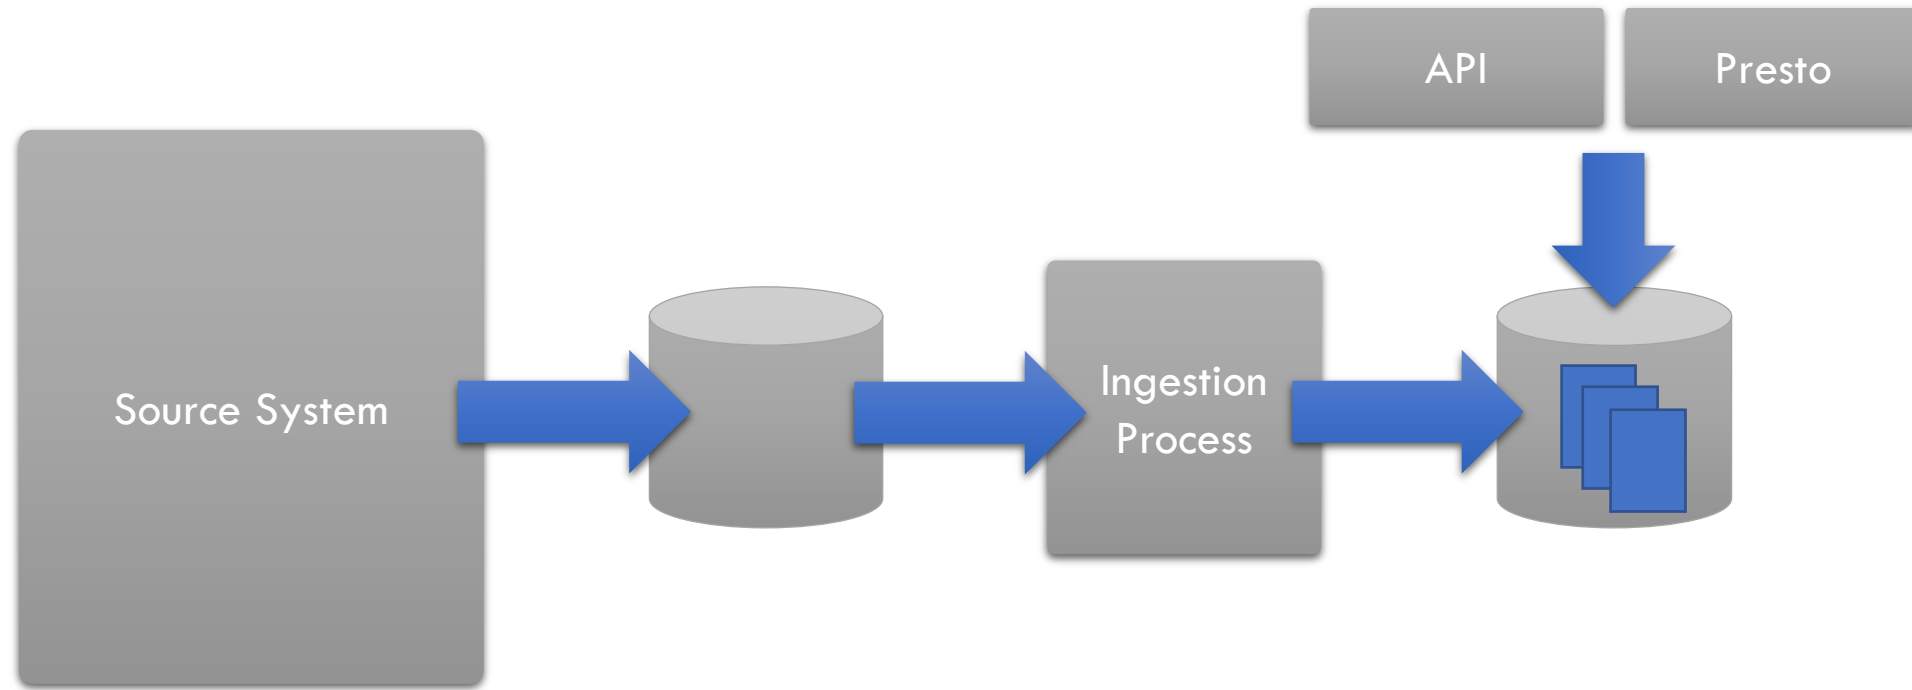 API
Presto
Source System
Ingestion
Process